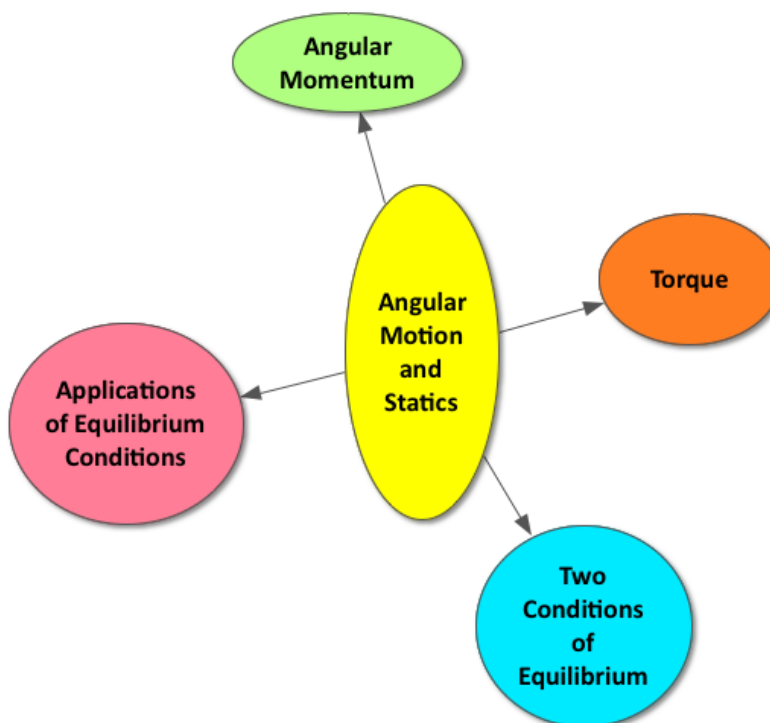 Angular
Momentum
Torque
Angular
Motion
and
Statics
Applications
of Equilibrium
Conditions
Two
Conditions
of
Equilibrium